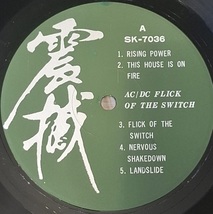 震撼
A
SK-7036
1. RISING POWER
2. THIS HOUSE IS ON
FIRE
AC/DC FLICK
OF THE SWITCH
3. FLICK OF THE
SWITCH
4. NERVOUS
SHAKEDOWN
5. LANDSLIDE